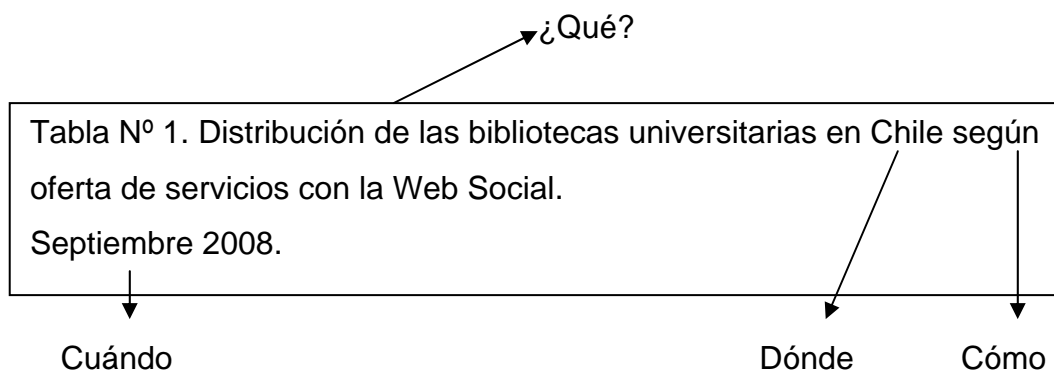 ¿Qué?
Tabla Nº 1. Distribución de las bibliotecas universitarias en Chile según
oferta de servicios con la Web Social.
Septiembre 2008.
Cuándo Dónde Cómo